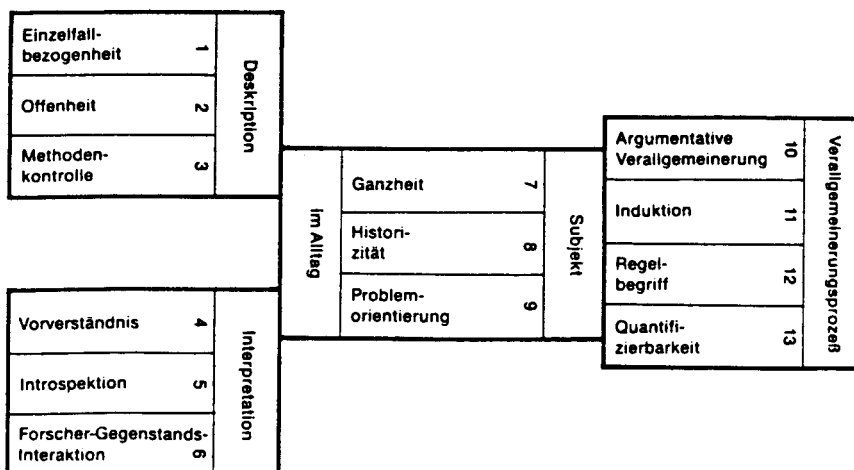 Einzelfall-
bezogenheit
1
Offenheit
2
Methoden-
kontrolle
3
Deskription
Vorverständnis
4
Introspektion
5
Forscher-Gegenstands-
Interaktion
6
Interpretation
im Alltag
Ganzheit
7
Histori-
zität
8
Problem-
orientierung
9
Subjekt
Argumentative
Verallgemeinerung
10
Induktion
11
Regel-
begriff
12
Quantifi-
zierbarkeit
13
Verallgemeinerungsprozeß